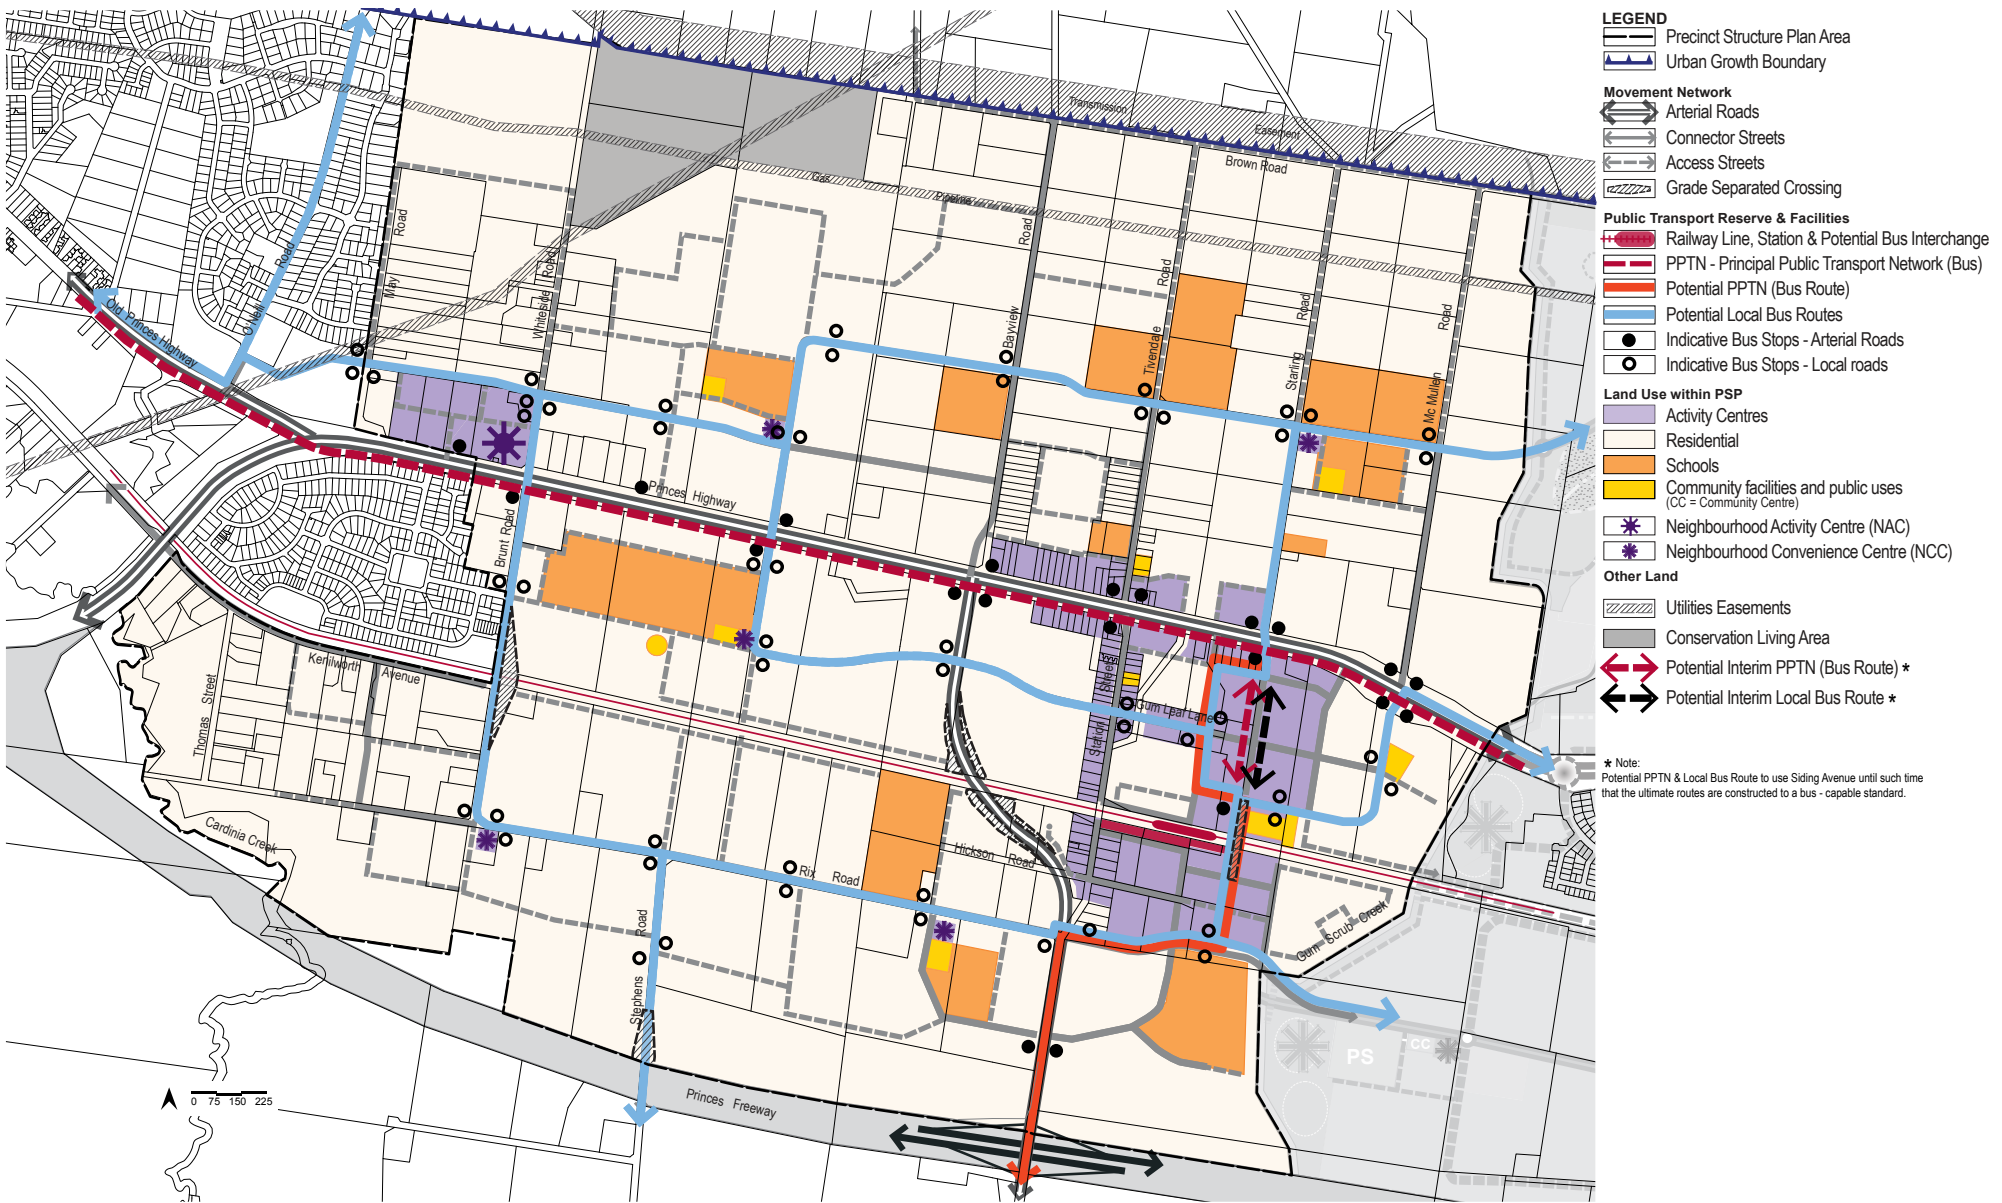 LEGEND
Precinct Structure Plan Area
Urban Growth Boundary
Movement Network
Arterial Roads
Connector Streets
Access Streets
Grade Separated Crossing
Public Transport Reserve & Facilities
Railway Line, Station & Potential Bus Interchange
PPTN - Principal Public Transport Network (Bus)
Potential PPTN (Bus Route)
Potential Local Bus Routes
Indicative Bus Stops - Arterial Roads
Indicative Bus Stops - Local roads
Land Use within PSP
Activity Centres
Residential
Schools
Community facilities and public uses
(CC = Community Centre)
Neighbourhood Activity Centre (NAC)
Neighbourhood Convenience Centre (NCC)
Other Land
Utilities Easements
Conservation Living Area
Potential Interim PPTN (Bus Route) *
Potential Interim Local Bus Route *
* Note:
Potential PPTN & Local Bus Route to use Siding Avenue until such time
that the ultimate routes are constructed to a bus - capable standard.
Transmission
Easement
Brown Road
Gas
Pipeline
May Road
Whiteside Road
O'Neil Road
Old Princes Highway
Bayview Road
Tivendale Road
Starling Road
Mc Mullen Road
Princes Highway
Brunt Road
Kenilworth Avenue
Thomas Street
Station Street
Gum Leaf Lane
Cardinia Creek
Hickson Road
Rix Road
Stephens Road
Gum Scrub Creek
PS
CC
Princes Freeway
0 75 150 225